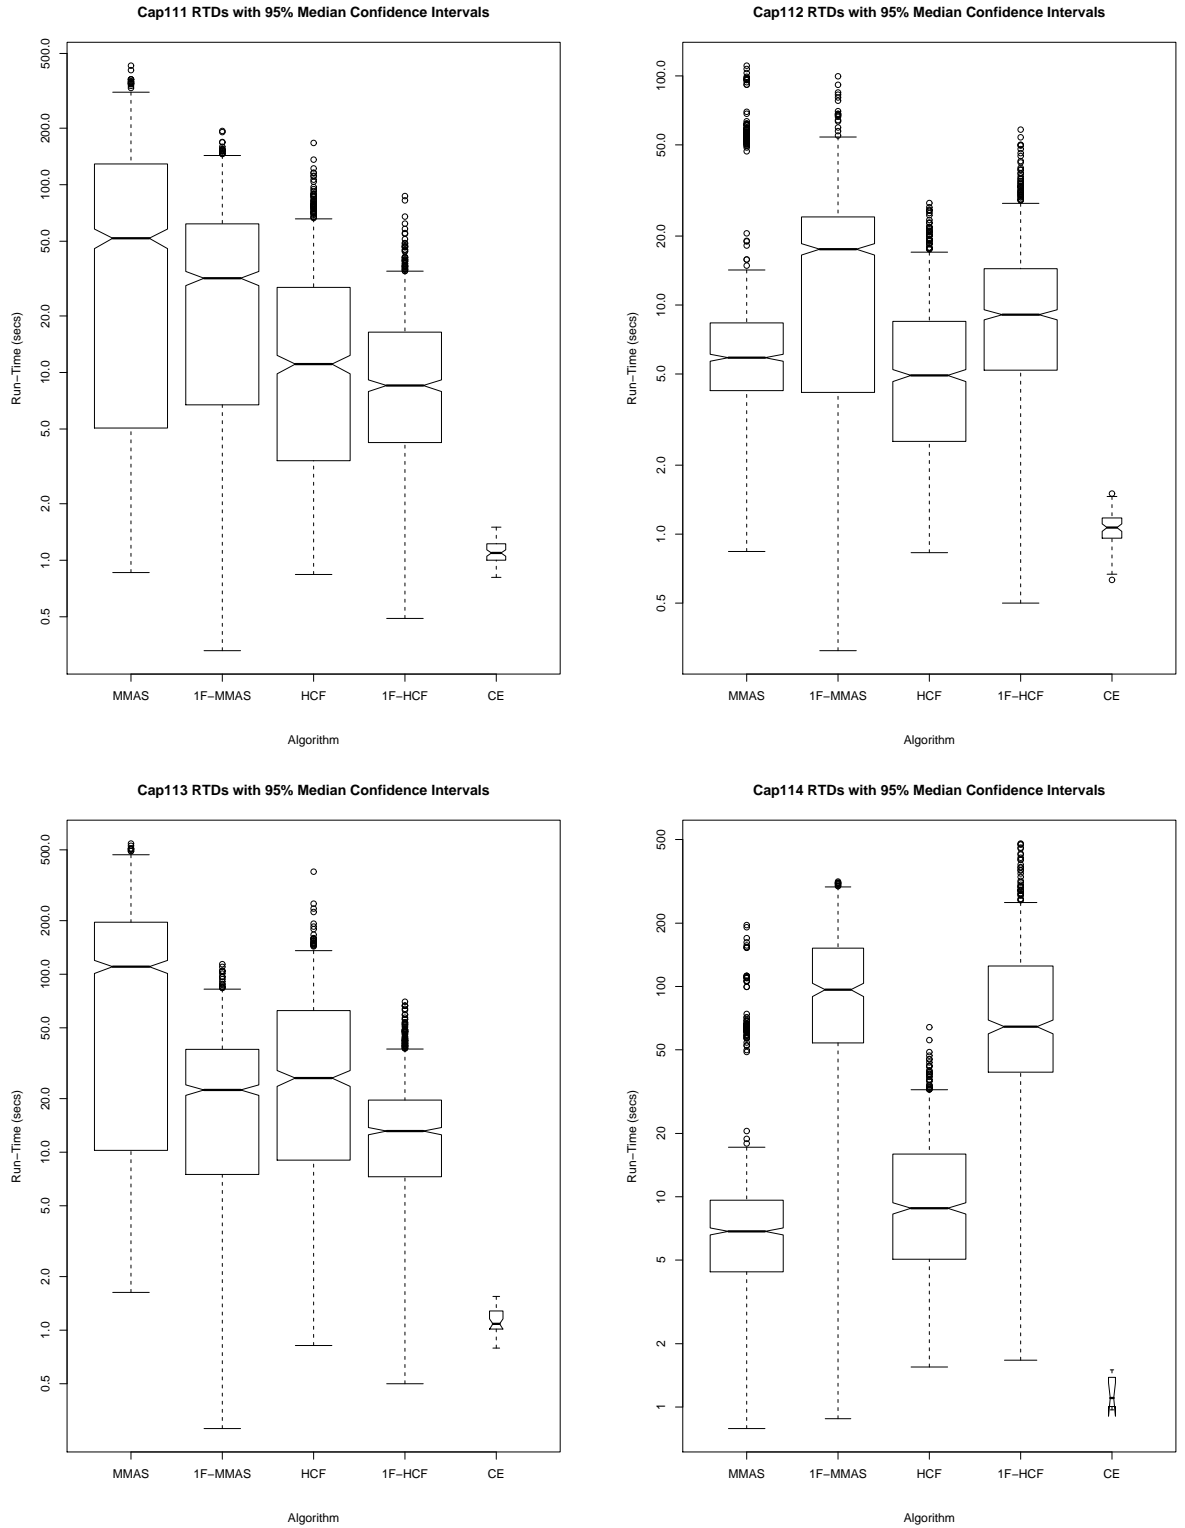 Cap111 RTDs with 95% Median Confidence Intervals
Run−Time (secs)
500.0
200.0
100.0
50.0
20.0
10.0
5.0
2.0
1.0
0.5
MMAS 1F−MMAS HCF 1F−HCF CE
Algorithm
Cap112 RTDs with 95% Median Confidence Intervals
Run−Time (secs)
100.0
50.0
20.0
10.0
5.0
2.0
1.0
0.5
MMAS 1F−MMAS HCF 1F−HCF CE
Algorithm
Cap113 RTDs with 95% Median Confidence Intervals
Run−Time (secs)
500.0
200.0
100.0
50.0
20.0
10.0
5.0
2.0
1.0
0.5
MMAS 1F−MMAS HCF 1F−HCF CE
Algorithm
Cap114 RTDs with 95% Median Confidence Intervals
Run−Time (secs)
500
200
100
50
20
10
5
2
1
MMAS 1F−MMAS HCF 1F−HCF CE
Algorithm